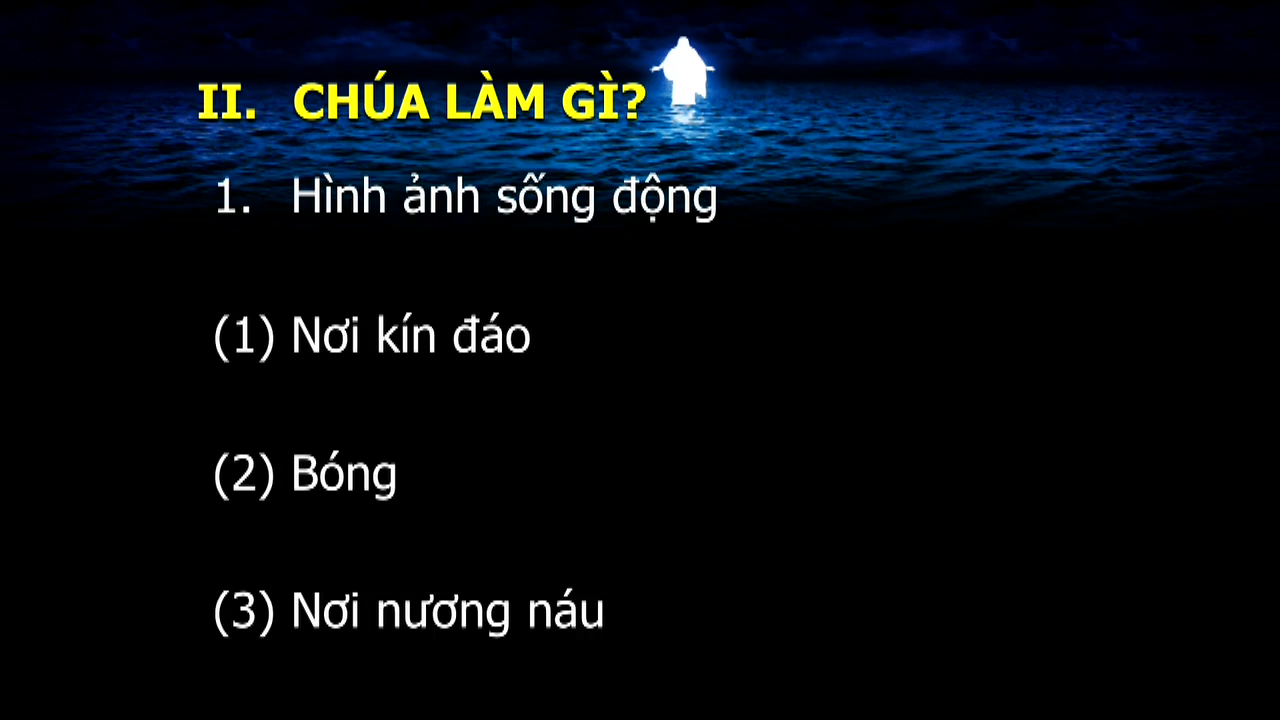 II. CHÚA LÀM GÌ?
1. Hình ảnh sống động
(1) Nơi kín đáo
(2) Bóng
(3) Nơi nương náu